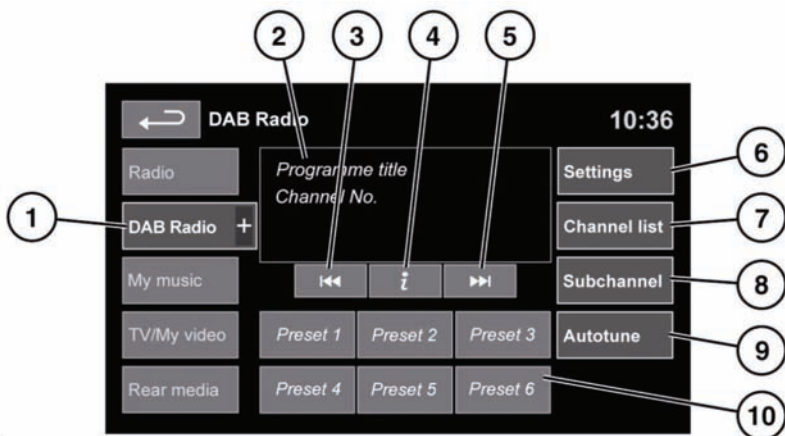 2 3 4 5
DAB Radio 10:36
Radio Programme title Settings 6
Channel No.
1 DAB Radio + Channel list 7
My music i Subchannel 8
TV/My video Preset 1 Preset 2 Preset 3 Autotune 9
Rear media Preset 4 Preset 5 Preset 6 10